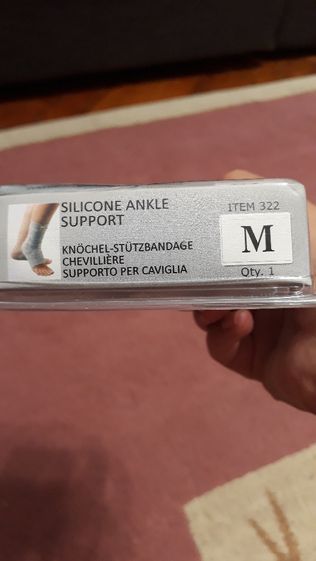 SILICONE ANKLE
SUPPORT
KNÖCHEL-STÜTZBANDAGE
CHEVILLIÈRE
SUPPORTO PER CAVIGLIA
ITEM 322
M
Qty. 1